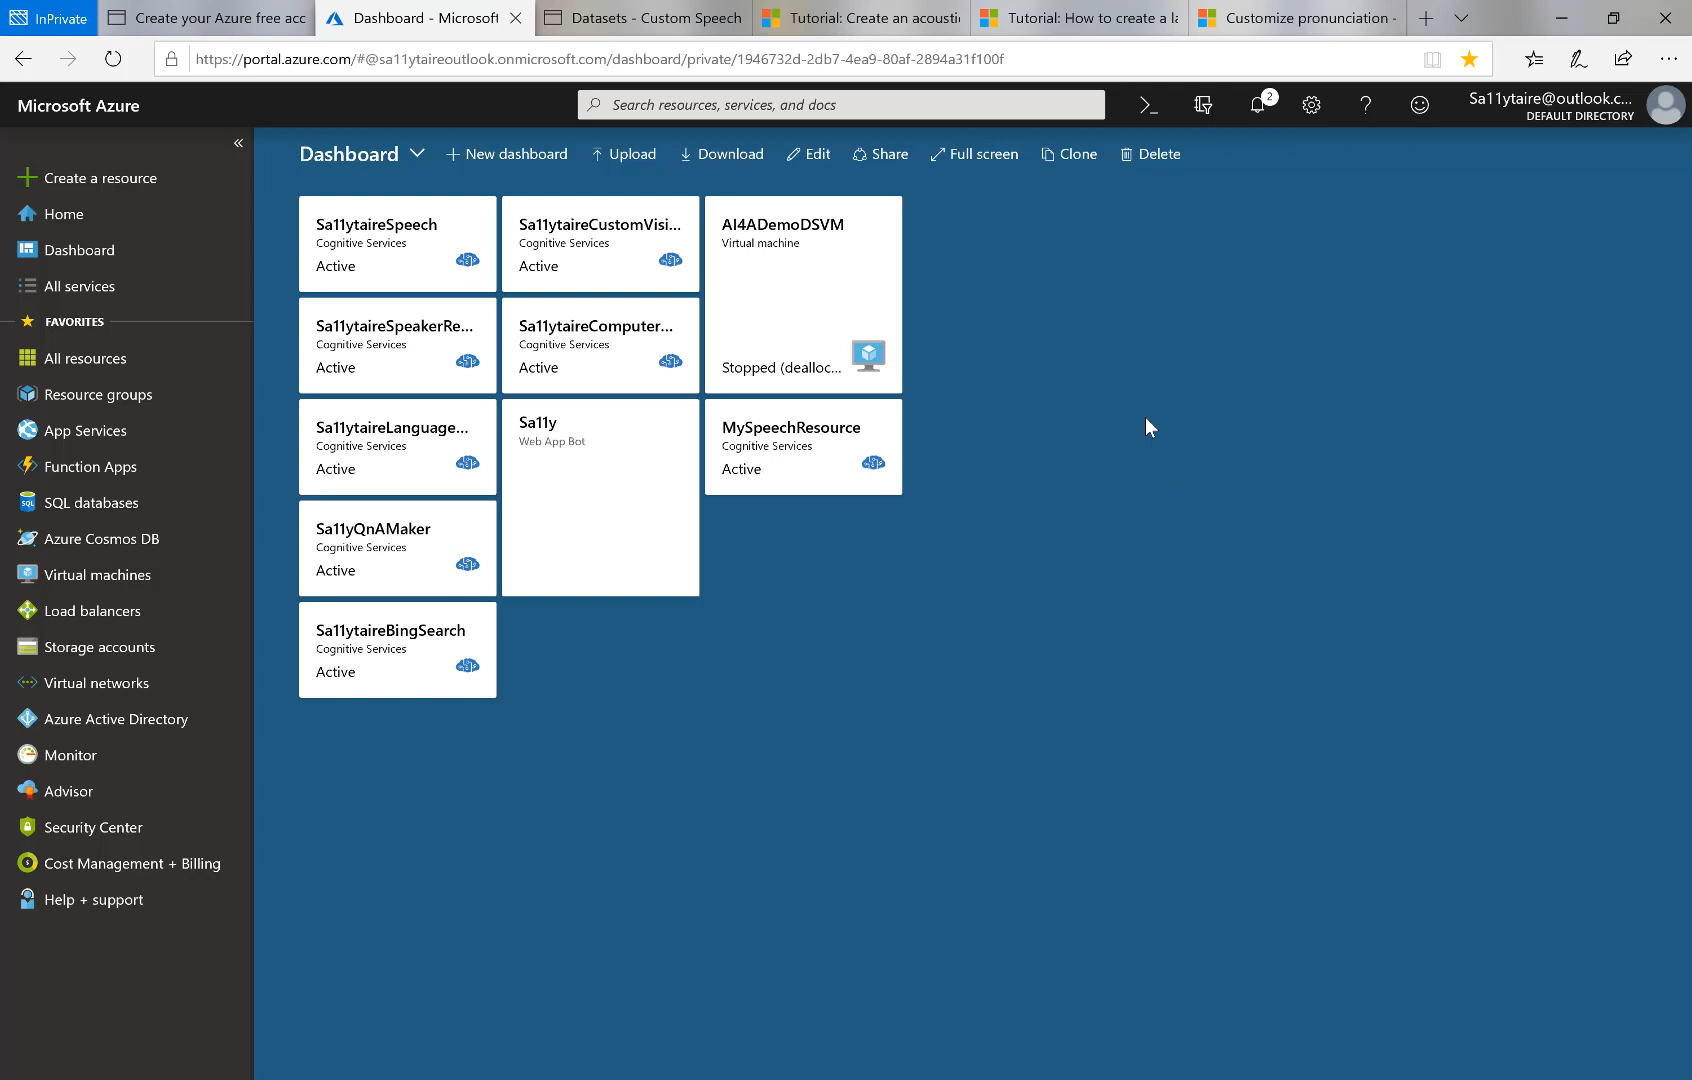 InPrivate
Create your Azure free acc
Dashboard - Microsoft
Datasets - Custom Speech
Tutorial: Create an acousti
Tutorial: How to create a la
Customize pronunciation -
https://portal.azure.com/#@sa11ytaireoutlook.onmicrosoft.com/dashboard/private/1946732d-2db7-4ea9-80af-2894a31f100f
Microsoft Azure
Search resources, services, and docs
2
Sa11ytaire@outlook.c...
DEFAULT DIRECTORY
Create a resource
Home
Dashboard
All services
FAVORITES
All resources
Resource groups
App Services
Function Apps
SQL databases
Azure Cosmos DB
Virtual machines
Load balancers
Storage accounts
Virtual networks
Azure Active Directory
Monitor
Advisor
Security Center
Cost Management + Billing
Help + support
Dashboard
New dashboard
Upload
Download
Edit
Share
Full screen
Clone
Delete
Sa11ytaireSpeech
Cognitive Services
Active
Sa11ytaireCustomVisi...
Cognitive Services
Active
AI4ADemoDSVM
Virtual machine
Stopped (dealloc...
Sa11ytaireSpeakerRe...
Cognitive Services
Active
Sa11ytaireComputer...
Cognitive Services
Active
Sa11ytaireLanguage...
Cognitive Services
Active
Sa11y
Web App Bot
MySpeechResource
Cognitive Services
Active
Sa11yQnAMaker
Cognitive Services
Active
Sa11ytaireBingSearch
Cognitive Services
Active